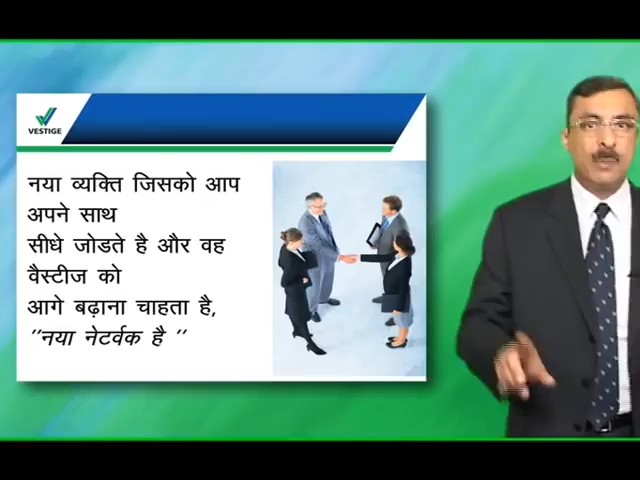 VESTIGE
नया व्यक्ति जिसको आप
अपने साथ
सीधे जोडते है और वह
वैस्टीज को
आगे बढ़ाना चाहता है,
‘‘नया नेटर्वक है ’’